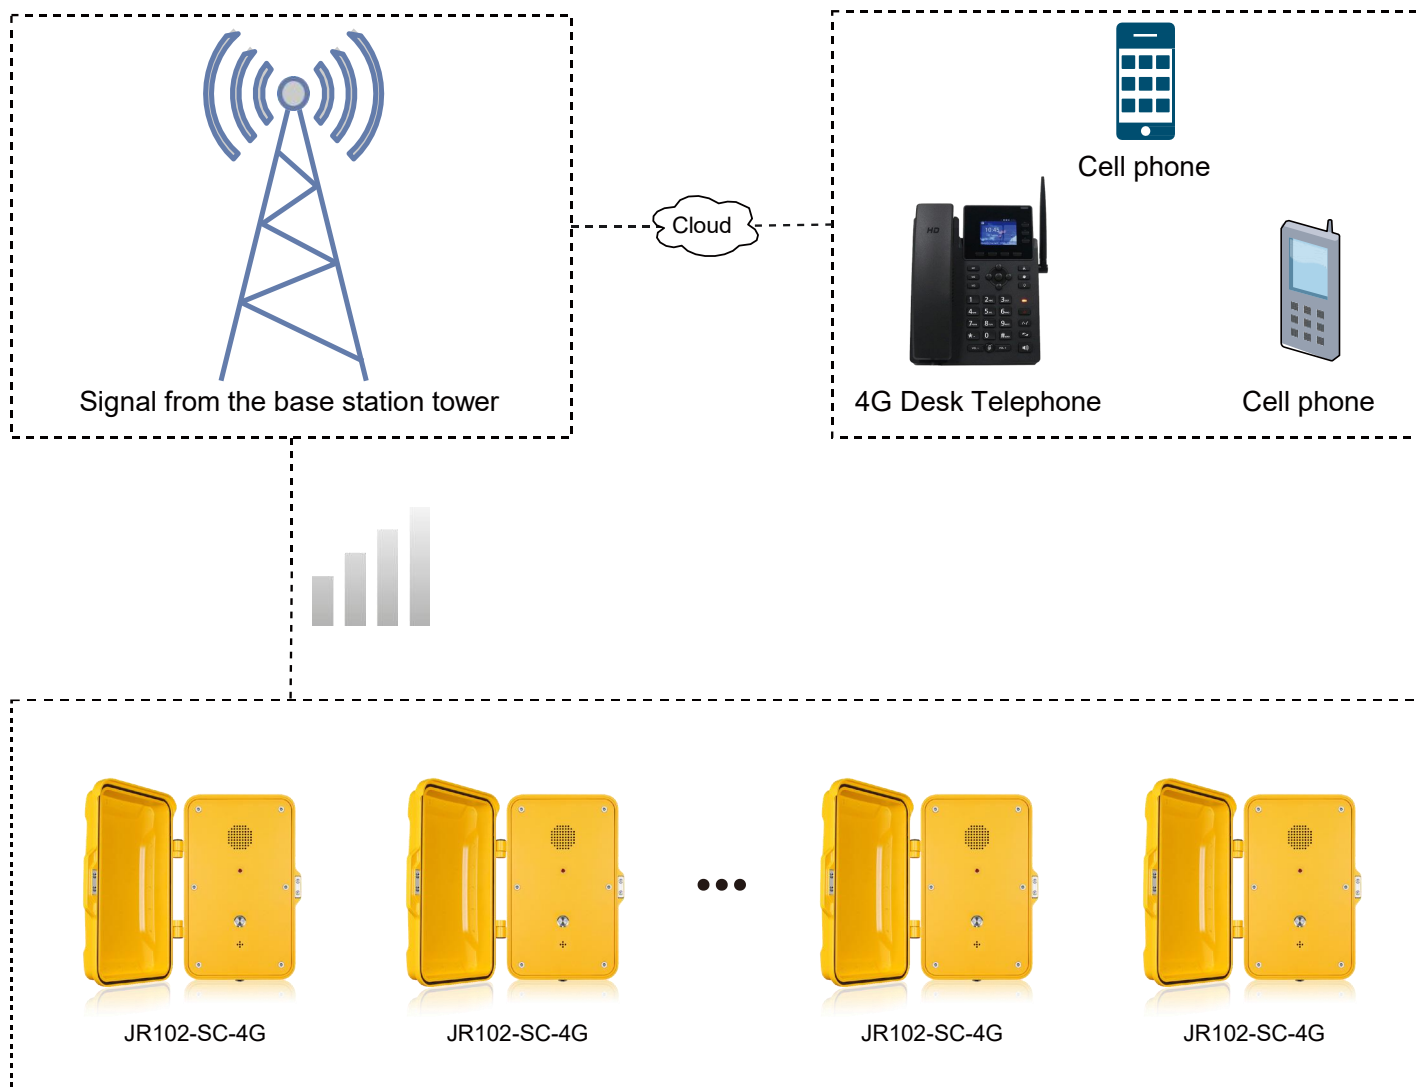 Cell phone
Cloud
HD
Signal from the base station tower
4G Desk Telephone
Cell phone
JR102-SC-4G
JR102-SC-4G
JR102-SC-4G
JR102-SC-4G